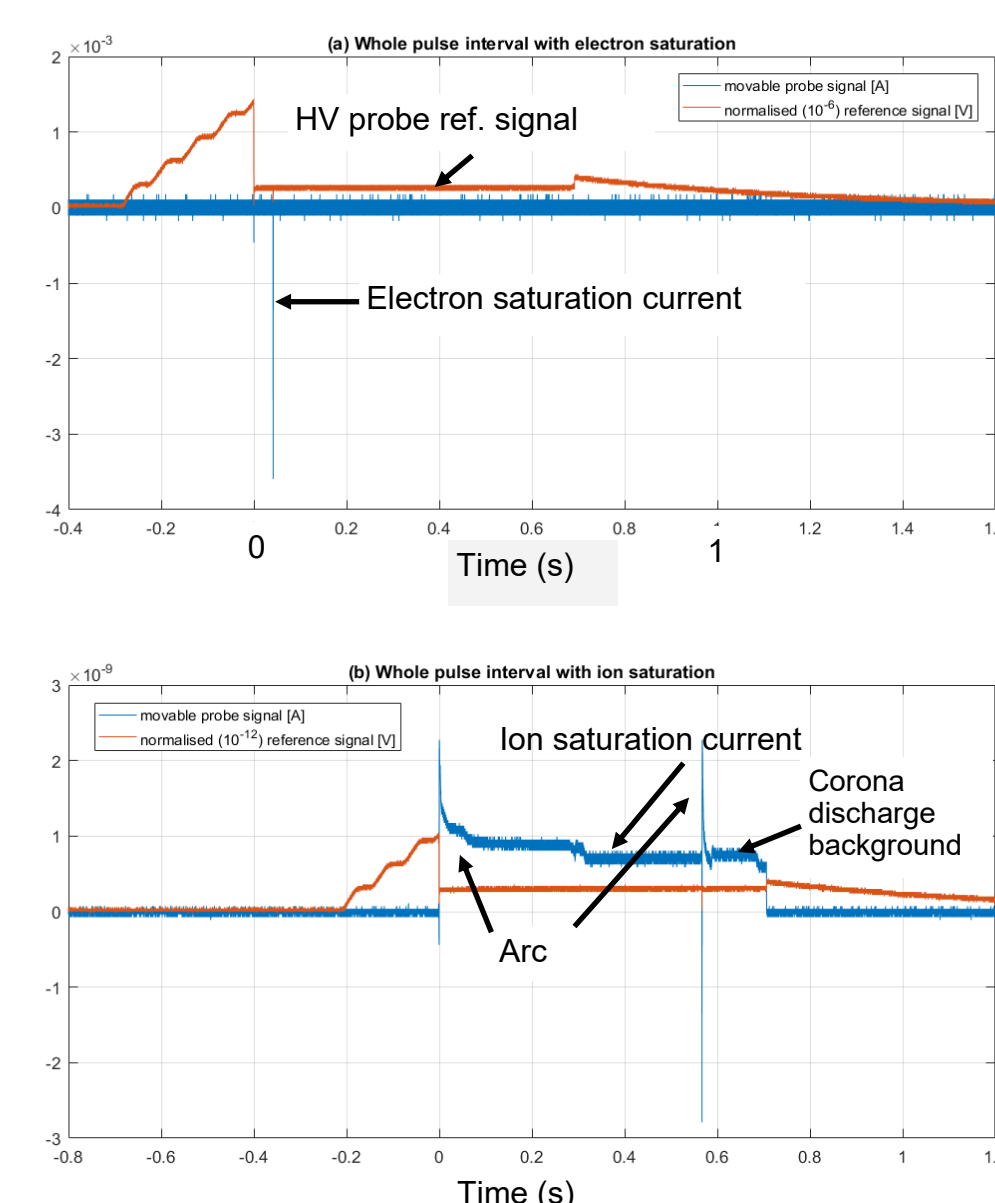 (a) Whole pulse interval with electron saturation
×10^-3
movable probe signal [A]
normalised (10^-6) reference signal [V]
HV probe ref. signal
Electron saturation current
2
1
0
-1
-2
-3
-4
-0.4 -0.2 0 0.2 0.4 0.6 0.8 1 1.2 1.4 1.
Time (s)
(b) Whole pulse interval with ion saturation
×10^-9
movable probe signal [A]
normalised (10^-12) reference signal [V]
Ion saturation current
Corona
discharge
background
Arc
3
2
1
0
-1
-2
-3
-0.8 -0.6 -0.4 -0.2 0 0.2 0.4 0.6 0.8 1 1.
Time (s)